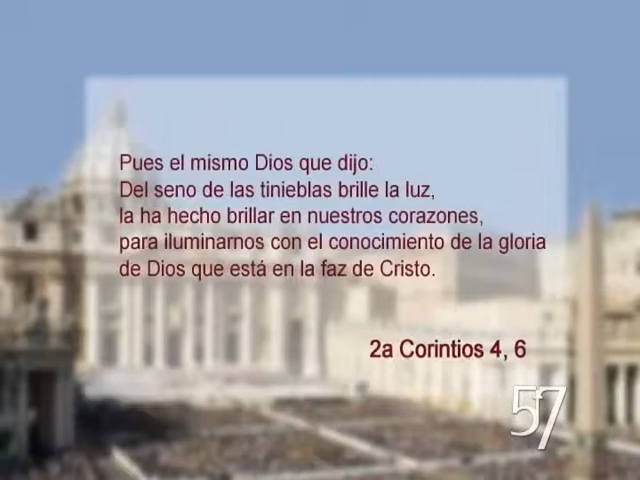 Pues el mismo Dios que dijo:
Del seno de las tinieblas brille la luz,
la ha hecho brillar en nuestros corazones,
para iluminarnos con el conocimiento de la gloria
de Dios que está en la faz de Cristo.
2a Corintios 4, 6
57